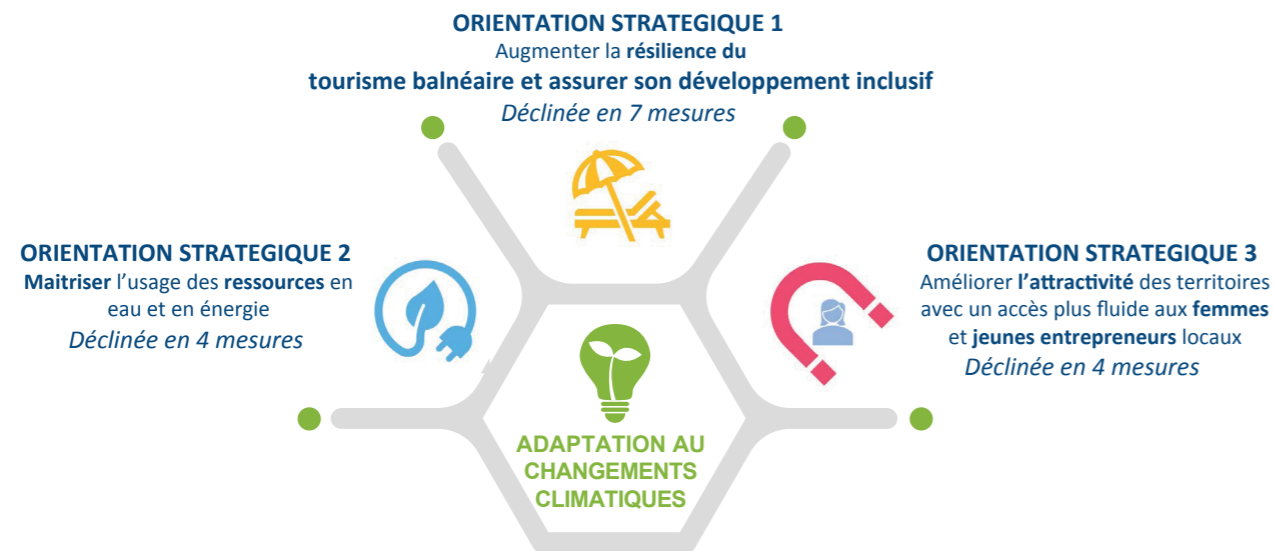 ORIENTATION STRATEGIQUE 1
Augmenter la résilience du
tourisme balnéaire et assurer son développement inclusif
Déclinée en 7 mesures
ORIENTATION STRATEGIQUE 2
Maitriser l'usage des ressources en
eau et en énergie
Déclinée en 4 mesures
ORIENTATION STRATEGIQUE 3
Améliorer l'attractivité des territoires
avec un accès plus fluide aux femmes
et jeunes entrepreneurs locaux
Déclinée en 4 mesures
ADAPTATION AU
CHANGEMENTS
CLIMATIQUES